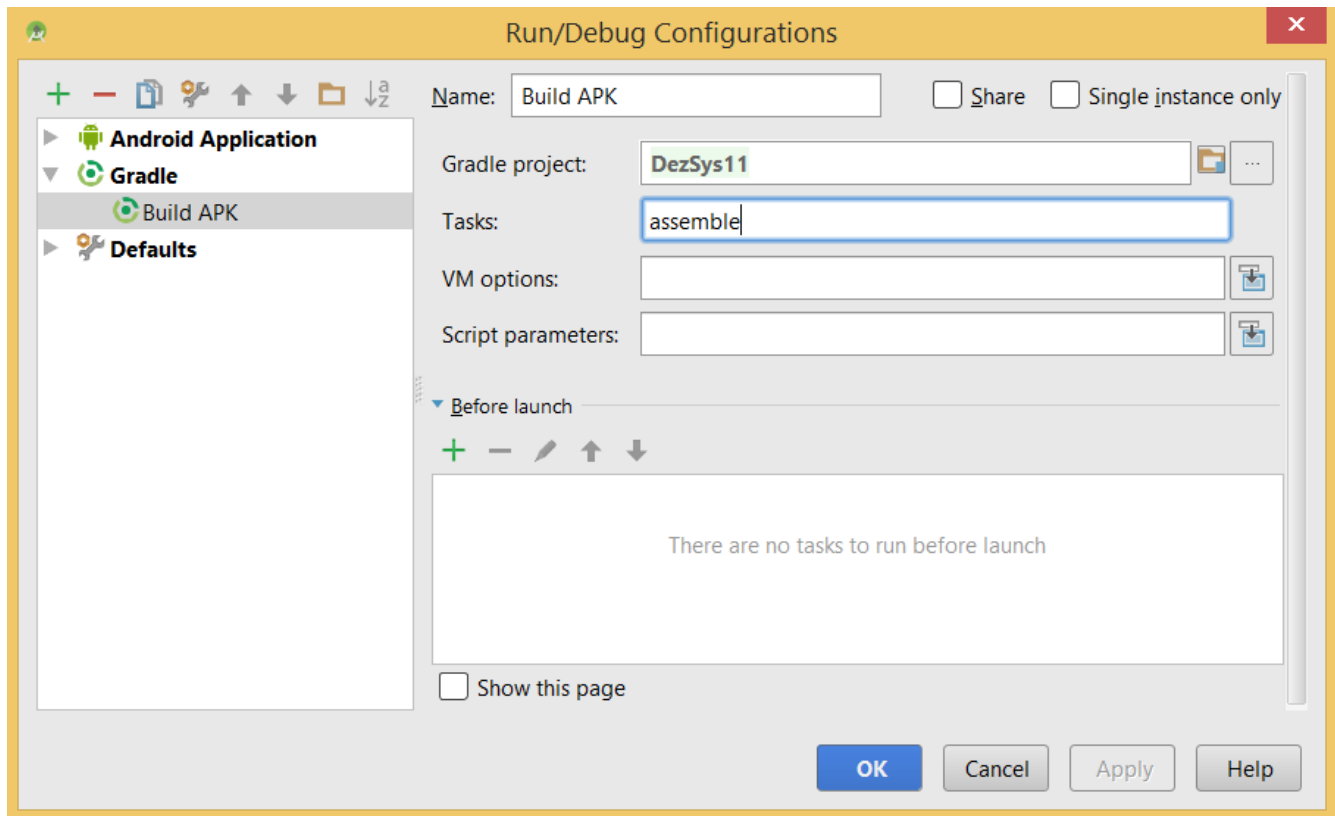 Run/Debug Configurations
Name: Build APK Share Single instance only
Android Application
Gradle
Build APK
Defaults
Gradle project: DezSys11 ...
Tasks: assemble
VM options:
Script parameters:
Before launch
There are no tasks to run before launch
Show this page
OK Cancel Apply Help